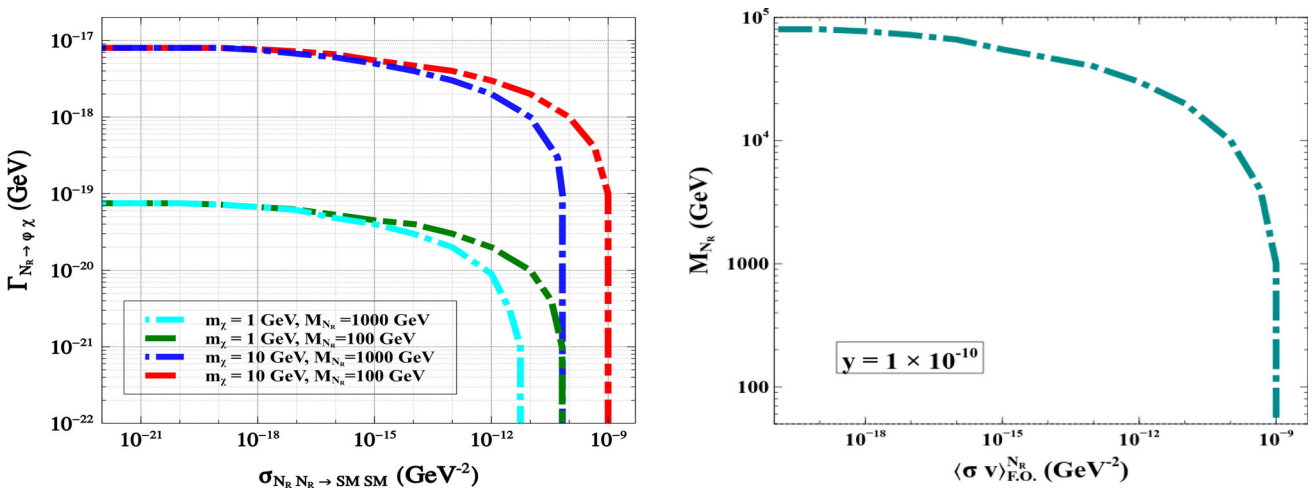 10⁻¹⁷
10⁻¹⁸
10⁻¹⁹
10⁻²⁰
10⁻²¹
10⁻²²
Γ_{N_R → φ χ} (GeV)
m_χ = 1 GeV, M_{N_R} =1000 GeV
m_χ = 1 GeV, M_{N_R} =100 GeV
m_χ = 10 GeV, M_{N_R} =1000 GeV
m_χ = 10 GeV, M_{N_R} =100 GeV
10⁻²¹ 10⁻¹⁸ 10⁻¹⁵ 10⁻¹² 10⁻⁹
σ_{N_R N_R → SM SM} (GeV⁻²)
10⁵
10⁴
1000
100
M_{N_R} (GeV)
y = 1 × 10⁻¹⁰
10⁻¹⁸ 10⁻¹⁵ 10⁻¹² 10⁻⁹
⟨σ v⟩_{F.O.}^{N_R} (GeV⁻²)